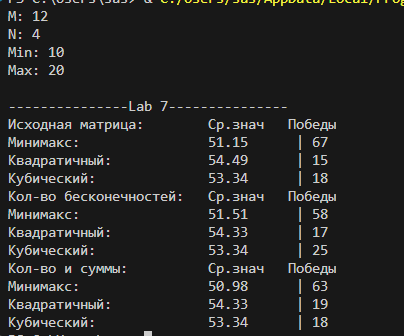 PS C:\Users\sas> & C:/Users/sas/AppData/Local/Prog
M: 12
N: 4
Min: 10
Max: 20
---------------Lab 7---------------
Исходная матрица: Ср.знач Победы
Минимакс: 51.15 | 67
Квадратичный: 54.49 | 15
Кубический: 53.34 | 18
Кол-во бесконечностей: Ср.знач Победы
Минимакс: 51.51 | 58
Квадратичный: 54.33 | 17
Кубический: 53.34 | 25
Кол-во и суммы: Ср.знач Победы
Минимакс: 50.98 | 63
Квадратичный: 54.33 | 19
Кубический: 53.34 | 18